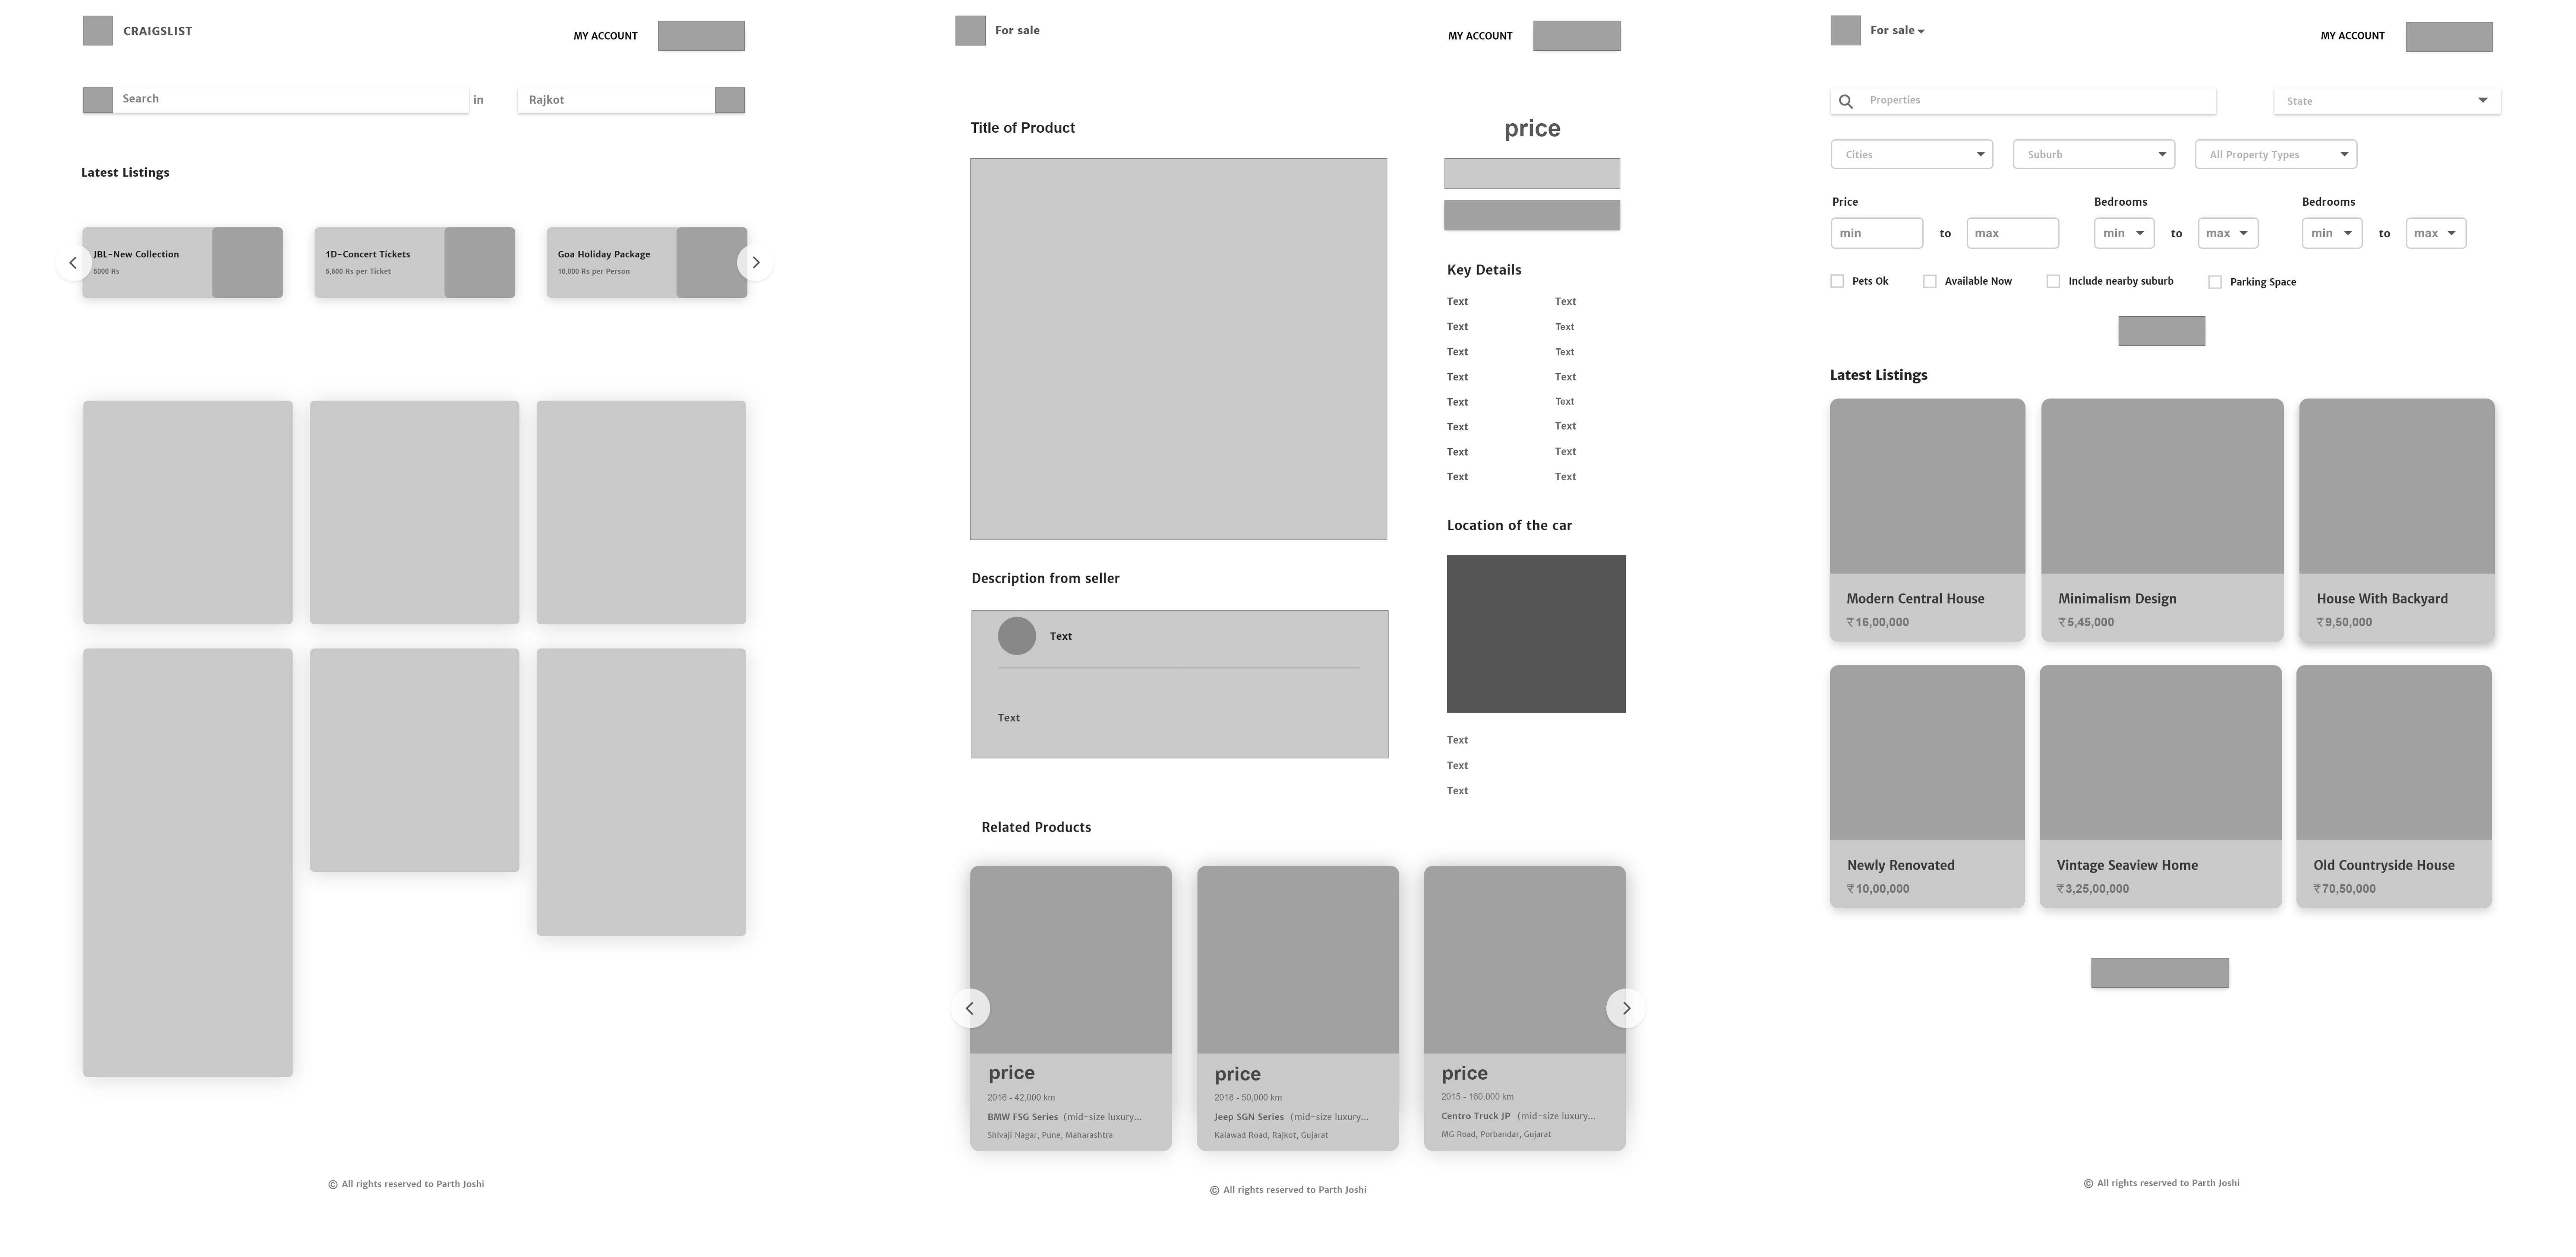 CRAIGSLIST
MY ACCOUNT
Search
in
Rajkot
Latest Listings
JBL-New Collection
5000 Rs
1D-Concert Tickets
5,500 Rs per Ticket
Goa Holiday Package
10,000 Rs per Person
© All rights reserved to Parth Joshi
For sale
MY ACCOUNT
Title of Product
price
Key Details
Text Text
Text Text
Text Text
Text Text
Text Text
Text Text
Text Text
Text Text
Location of the car
Text
Text
Text
Description from seller
Text
Text
Related Products
price
2016 - 42,000 km
BMW FSG Series (mid-size luxury...
Shivaji Nagar, Pune, Maharashtra
price
2018 - 50,000 km
Jeep SGN Series (mid-size luxury...
Kalawad Road, Rajkot, Gujarat
price
2015 - 160,000 km
Centro Truck JP (mid-size luxury...
MG Road, Porbandar, Gujarat
© All rights reserved to Parth Joshi
For sale
MY ACCOUNT
Properties
State
Cities
Suburb
All Property Types
Price
min to max
Bedrooms
min to max
Bedrooms
min to max
Pets Ok
Available Now
Include nearby suburb
Parking Space
Latest Listings
Modern Central House
₹ 16,00,000
Minimalism Design
₹ 5,45,000
House With Backyard
₹ 9,50,000
Newly Renovated
₹ 10,00,000
Vintage Seaview Home
₹ 3,25,00,000
Old Countryside House
₹ 70,50,000
© All rights reserved to Parth Joshi